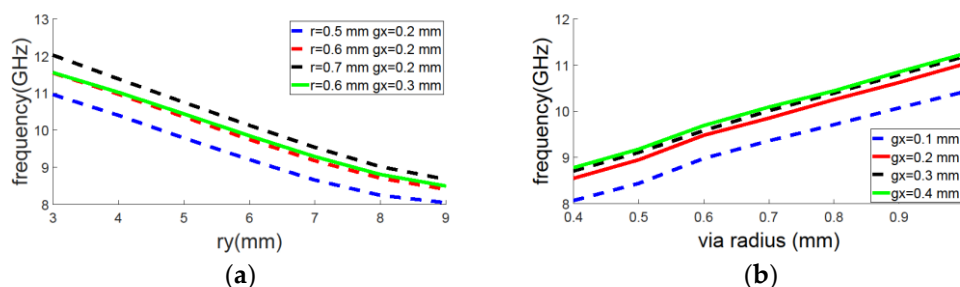 13
12
11
10
9
8
frequency(GHz)
3 4 5 6 7 8 9
ry(mm)
r=0.5 mm gx=0.2 mm
r=0.6 mm gx=0.2 mm
r=0.7 mm gx=0.2 mm
r=0.6 mm gx=0.3 mm
(a)
12
11
10
9
8
frequency(GHz)
0.4 0.5 0.6 0.7 0.8 0.9
via radius (mm)
gx=0.1 mm
gx=0.2 mm
gx=0.3 mm
gx=0.4 mm
(b)